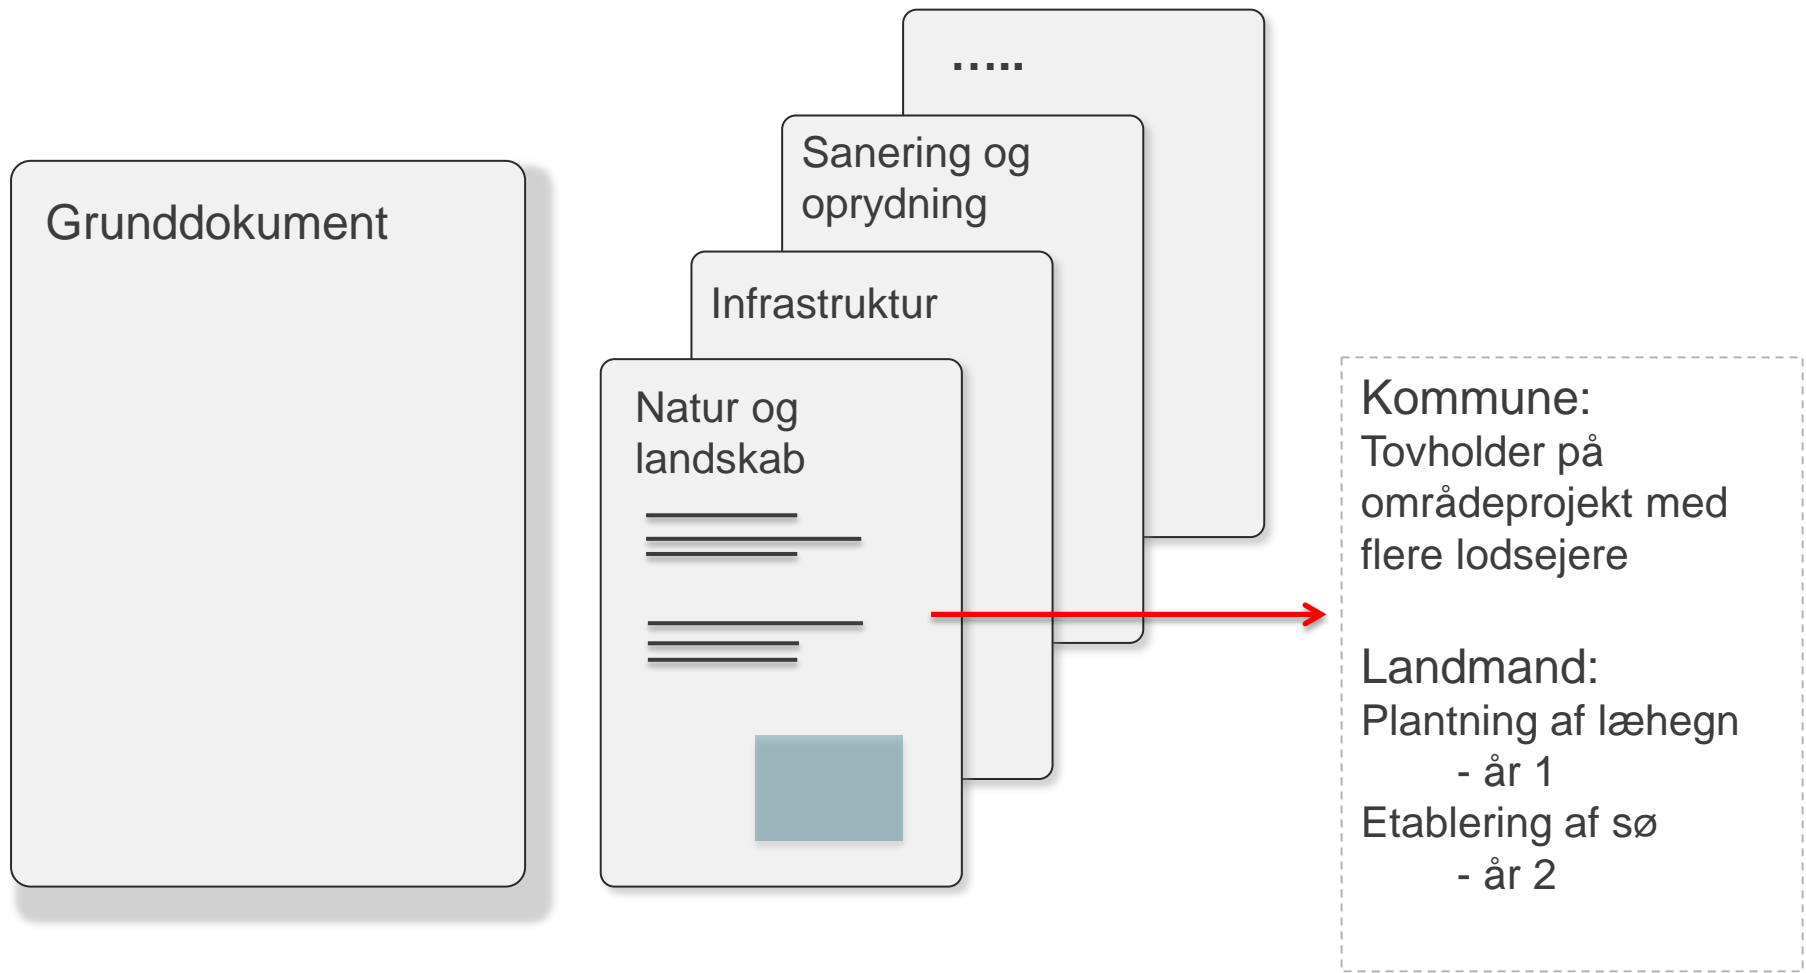 Grunddokument
.....
Sanering og
oprydning
Infrastruktur
Natur og
landskab
Kommune:
Tovholder på
områdeprojekt med
flere lodsejere
Landmand:
Plantning af læhegn
- år 1
Etablering af sø
- år 2